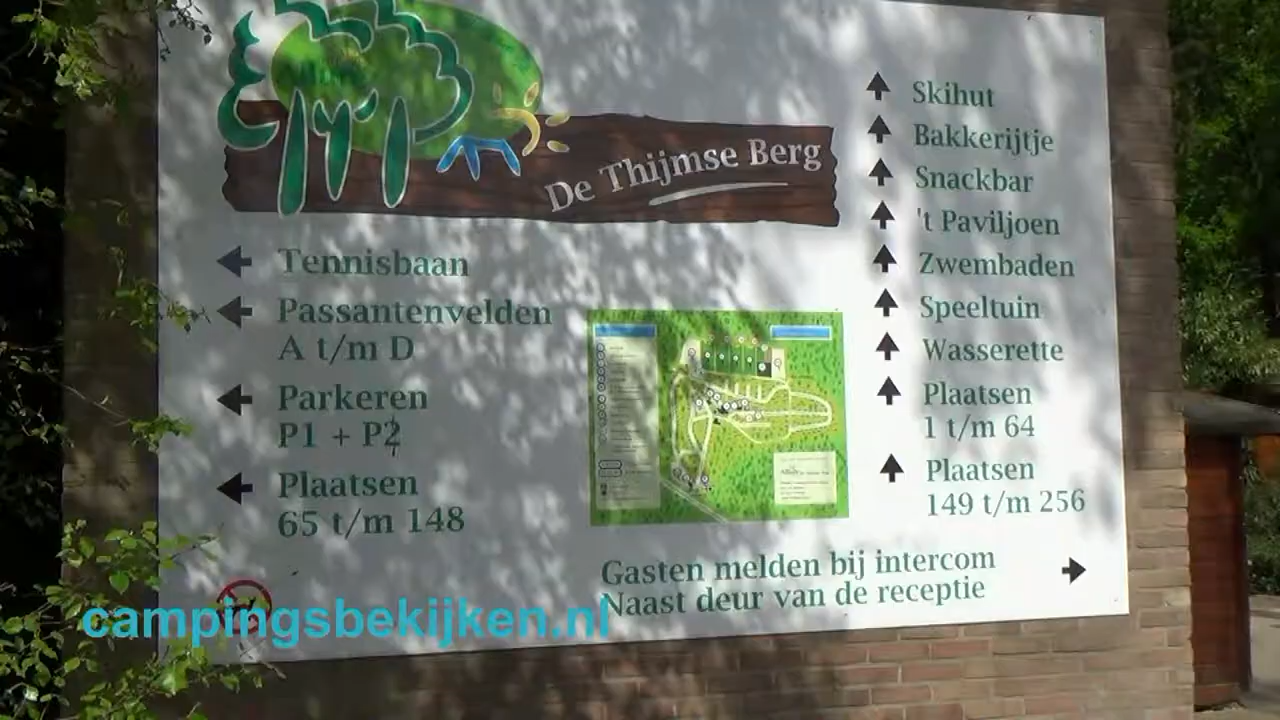 De Thijmse Berg
Tennisbaan
Passantenvelden
A t/m D
Parkeren
P1 + P2
Plaatsen
65 t/m 148
Skihut
Bakkerijtje
Snackbar
't Paviljoen
Zwembaden
Speeltuin
Wasserette
Plaatsen
1 t/m 64
Plaatsen
149 t/m 256
Gasten melden bij intercom
Naast deur van de receptie
campingsbekijken.nl